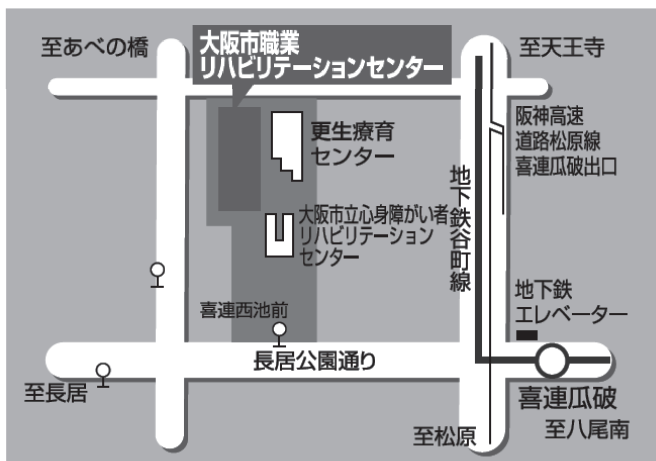 至あべの橋
大阪市職業
リハビリテーションセンター
至天王寺
阪神高速
道路松原線
喜連瓜破出口
更生療育
センター
地下鉄谷町線
大阪市立心身障がい者
リハビリテーション
センター
地下鉄
エレベーター
喜連西池前
長居公園通り
至長居
喜連瓜破
至松原
至八尾南